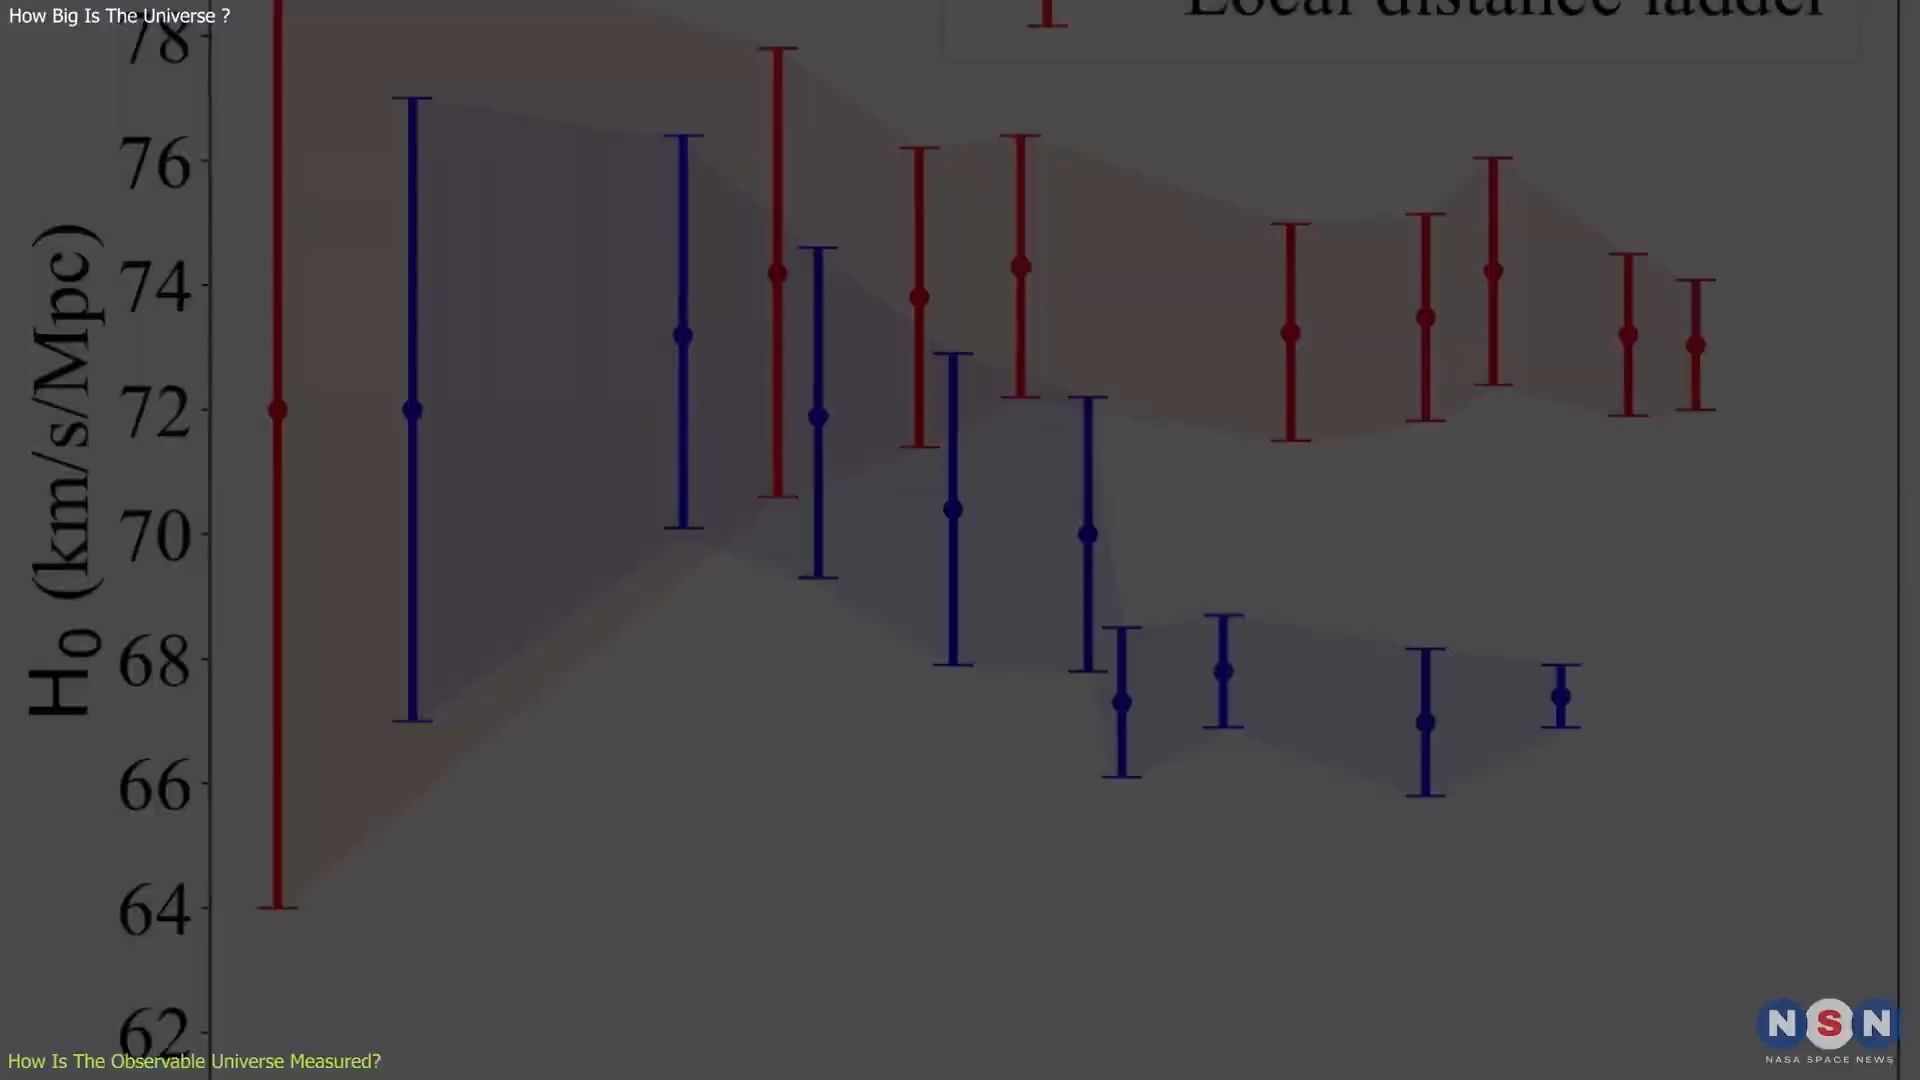 How Big Is The Universe ?
Local distance ladder
78
76
74
72
70
68
66
64
62
H₀ (km/s/Mpc)
How Is The Observable Universe Measured?
NSN
NASA SPACE NEWS